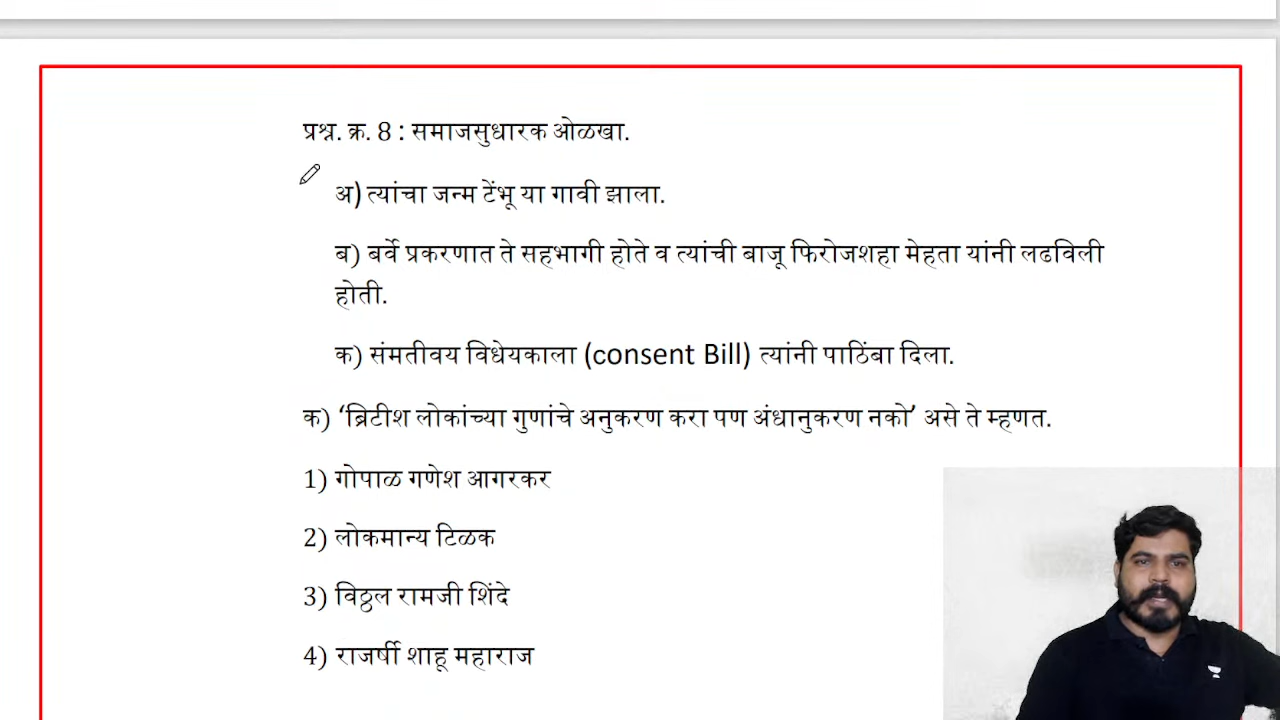 प्रश्न. क्र. 8 : समाजसुधारक ओळखा.
अ) त्यांचा जन्म टेंभू या गावी झाला.
ब) बर्वे प्रकरणात ते सहभागी होते व त्यांची बाजू फिरोजशहा मेहता यांनी लढविली
होती.
क) संमतीवय विधेयकाला (consent Bill) त्यांनी पाठिंबा दिला.
क) ‘ब्रिटीश लोकांच्या गुणांचे अनुकरण करा पण अंधानुकरण नको’ असे ते म्हणत.
1) गोपाळ गणेश आगरकर
2) लोकमान्य टिळक
3) विठ्ठल रामजी शिंदे
4) राजर्षी शाहू महाराज